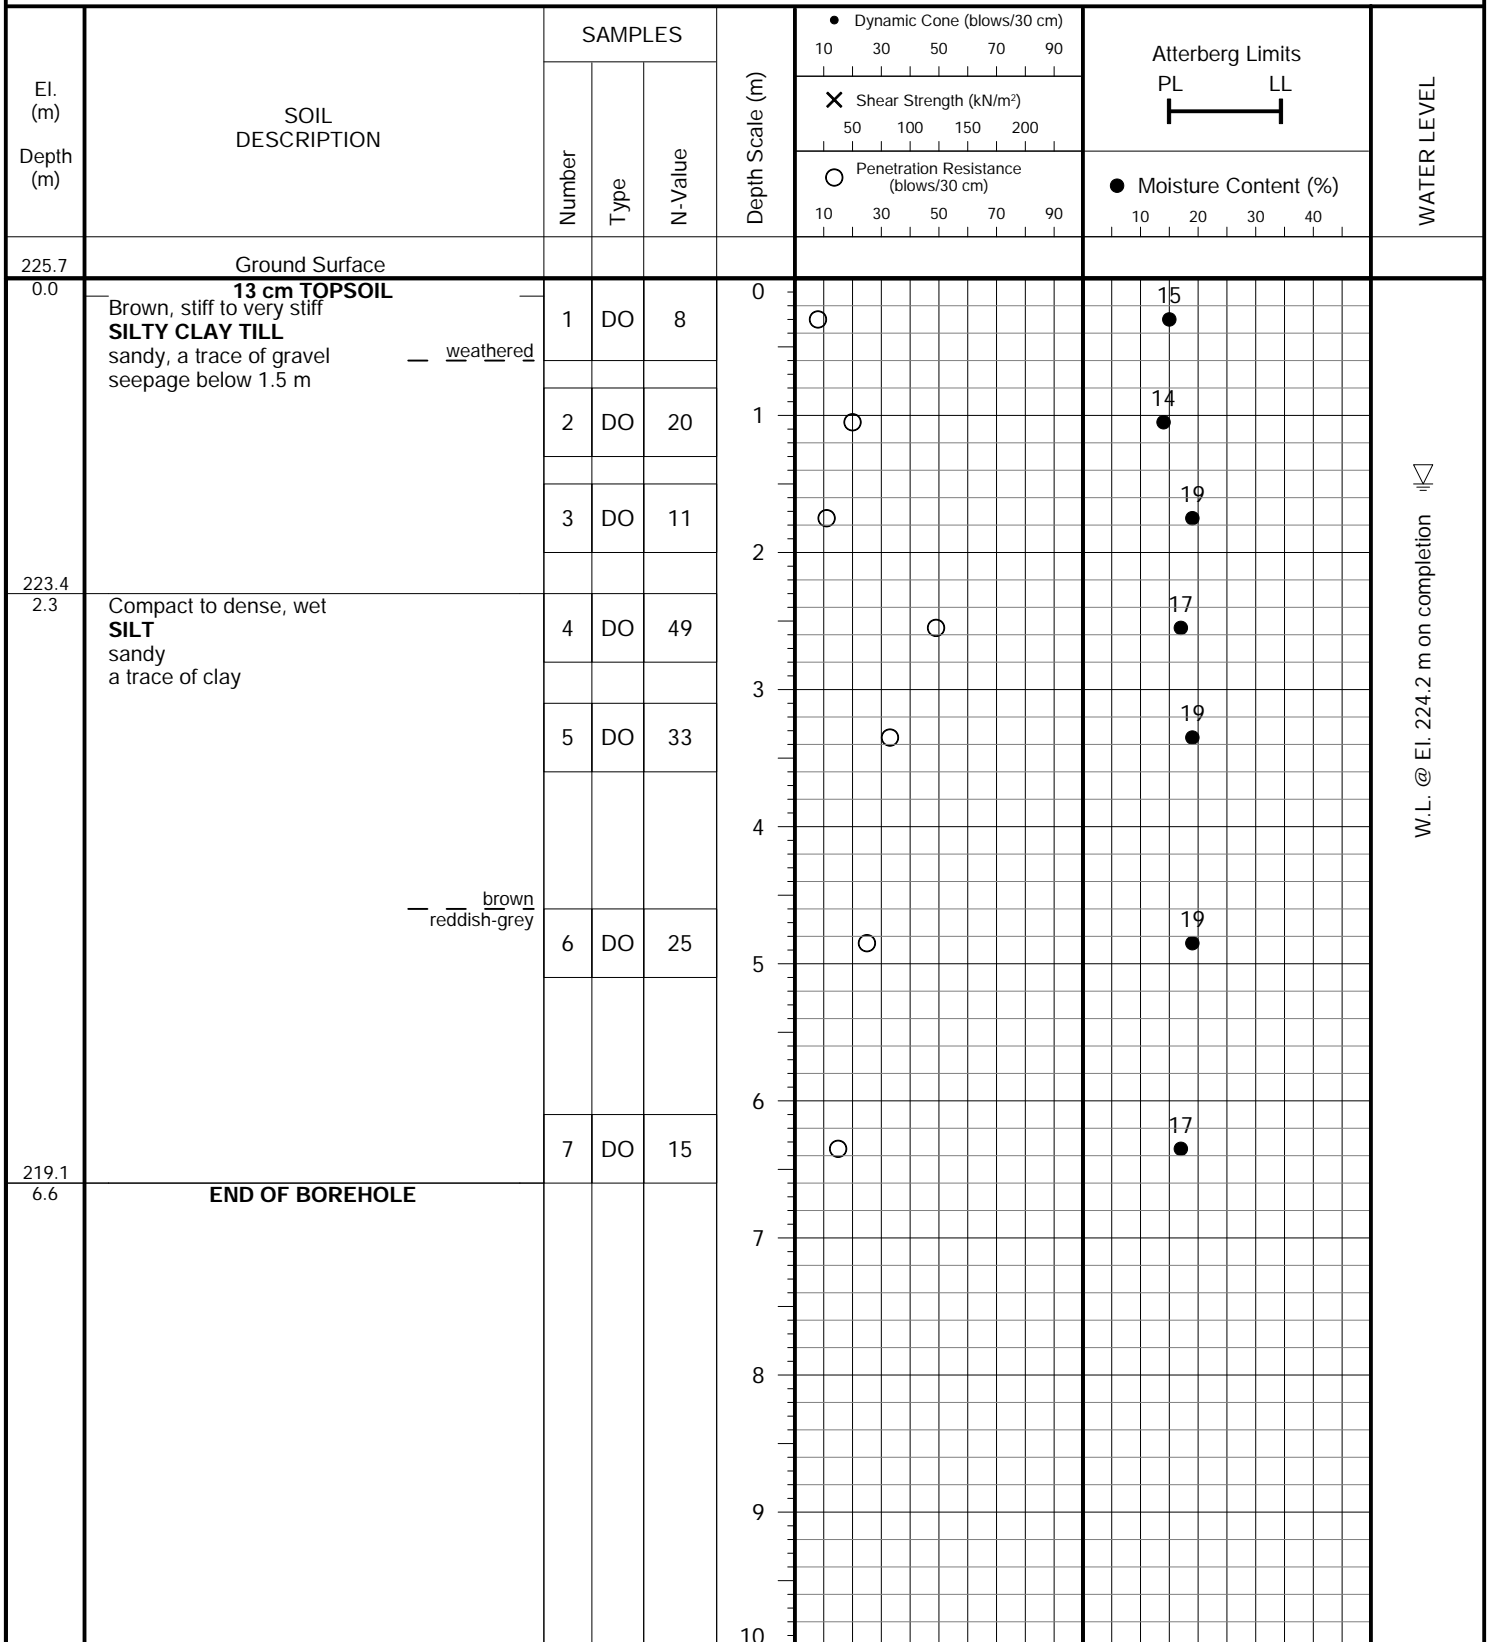 El.
(m)
Depth
(m)
SOIL
DESCRIPTION
SAMPLES
Number
Type
N-Value
Depth Scale (m)
● Dynamic Cone (blows/30 cm)
10 30 50 70 90
✕ Shear Strength (kN/m²)
50 100 150 200
○ Penetration Resistance
(blows/30 cm)
10 30 50 70 90
Atterberg Limits
PL LL
● Moisture Content (%)
10 20 30 40
WATER LEVEL
225.7
Ground Surface
0.0
13 cm TOPSOIL
Brown, stiff to very stiff
SILTY CLAY TILL
sandy, a trace of gravel
seepage below 1.5 m
weathered
1 DO 8
0
15
2 DO 20
1
14
3 DO 11
19
2
223.4
2.3
Compact to dense, wet
SILT
sandy
a trace of clay
4 DO 49
17
3
5 DO 33
19
4
brown
reddish-grey
6 DO 25
19
5
6
7 DO 15
17
219.1
6.6
END OF BOREHOLE
7
8
9
10
W.L. @ El. 224.2 m on completion